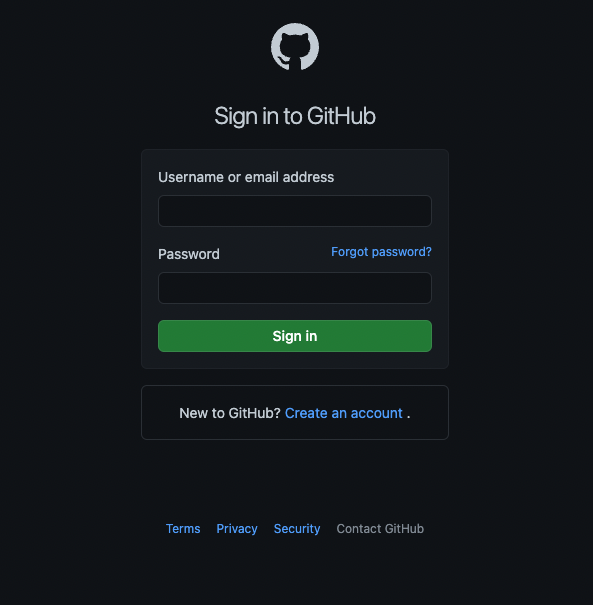 Sign in to GitHub
Username or email address
Password Forgot password?
Sign in
New to GitHub? Create an account .
Terms Privacy Security Contact GitHub